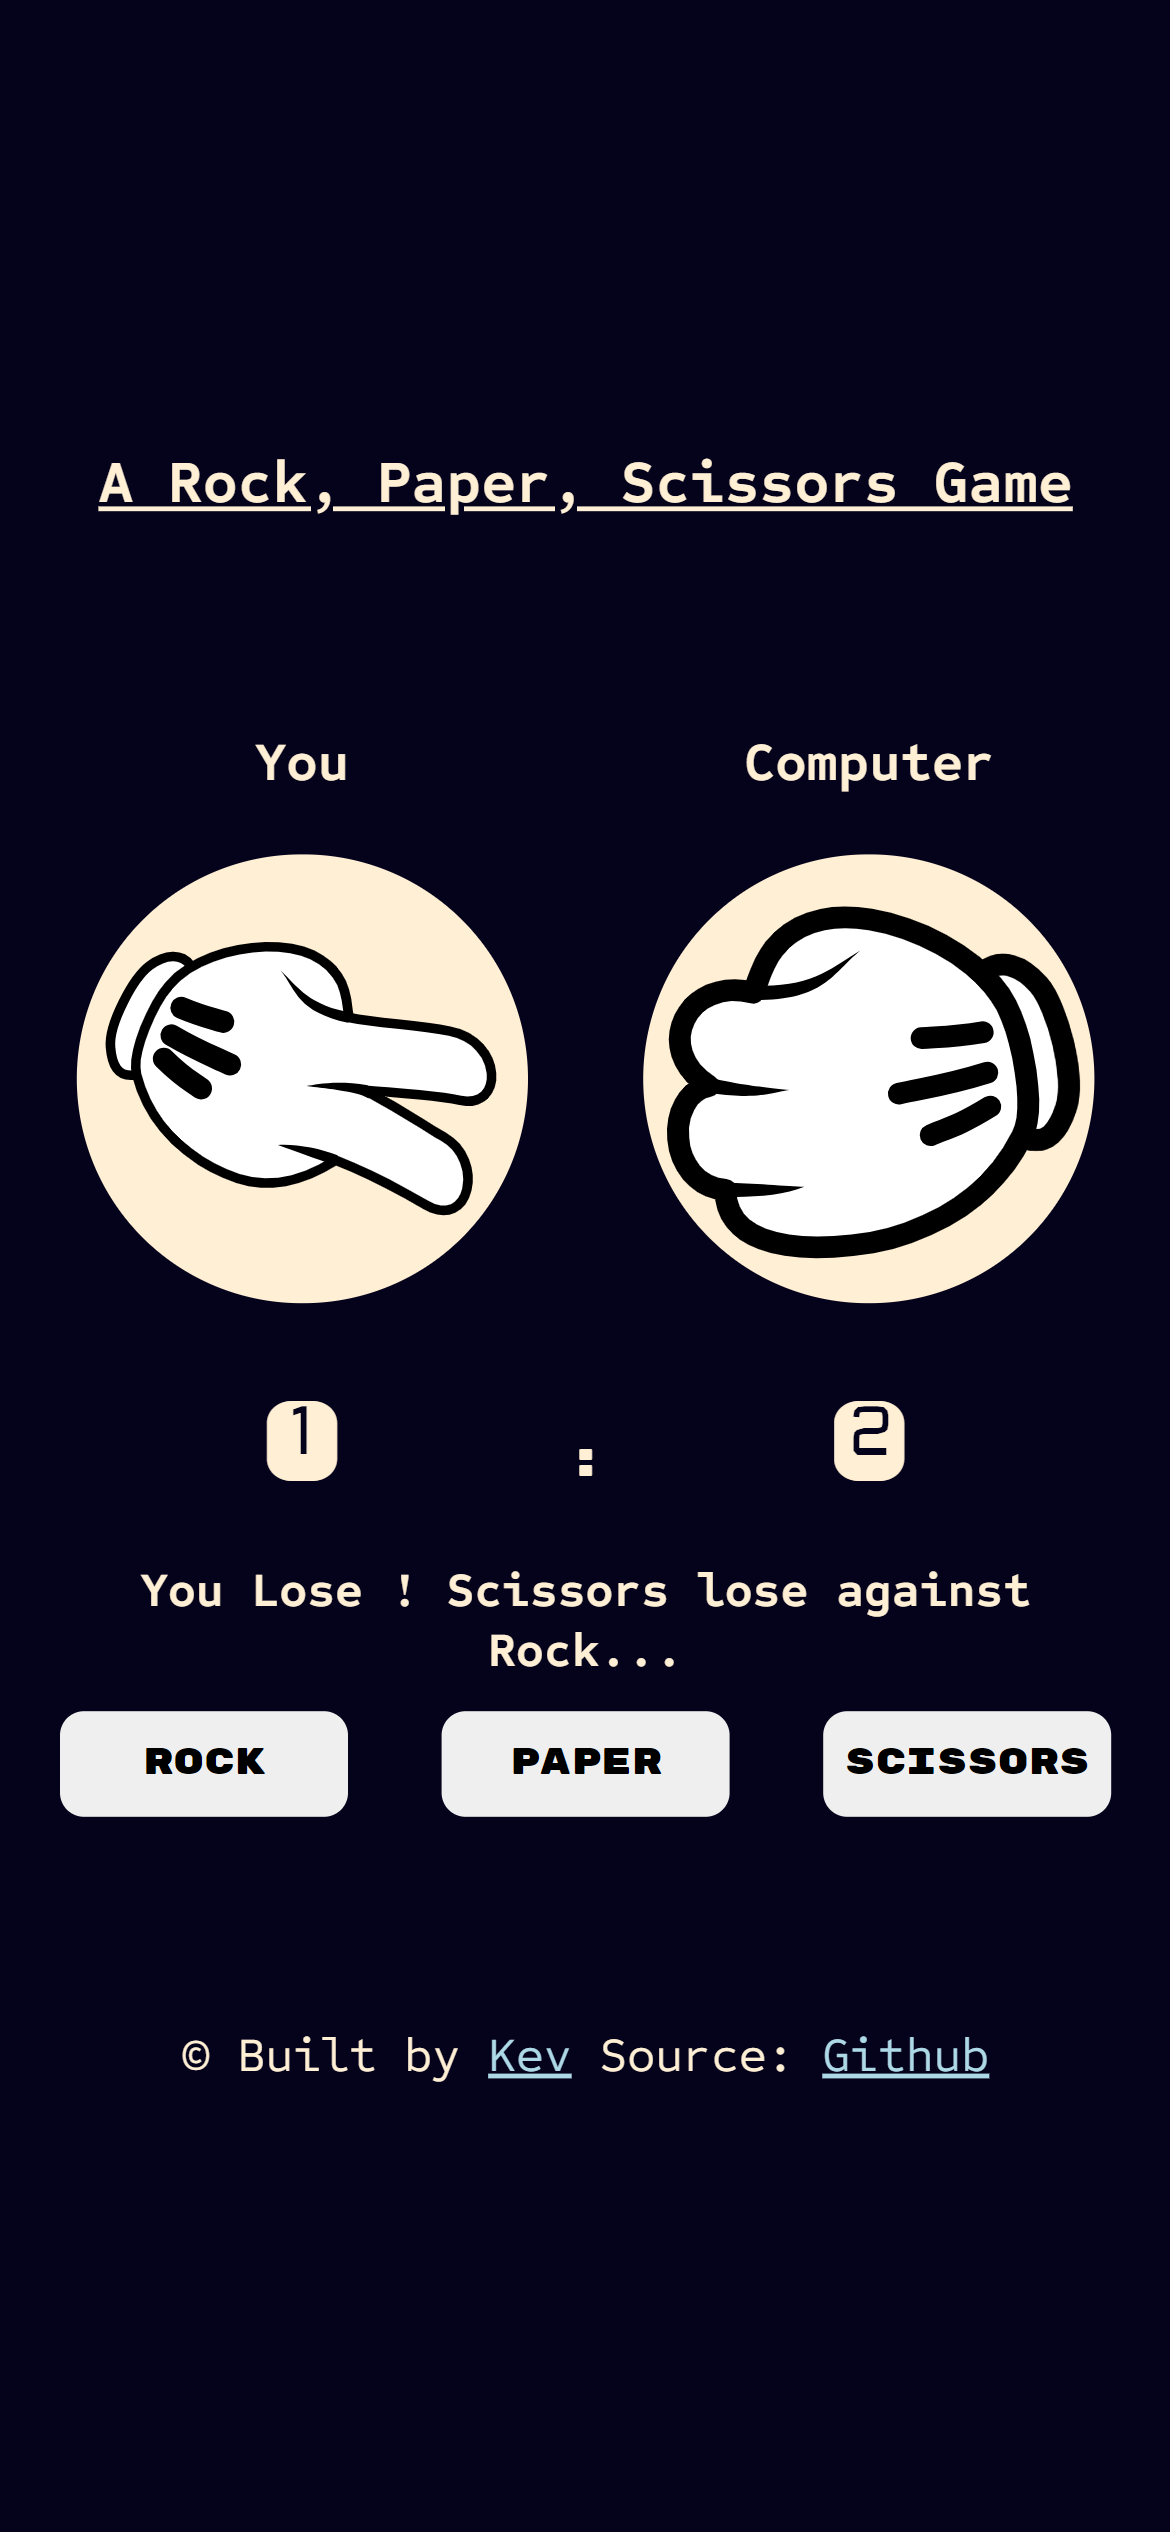 A Rock, Paper, Scissors Game
You
Computer
1 : 2
You Lose ! Scissors lose against
Rock...
ROCK
PAPER
SCISSORS
© Built by Kev Source: Github